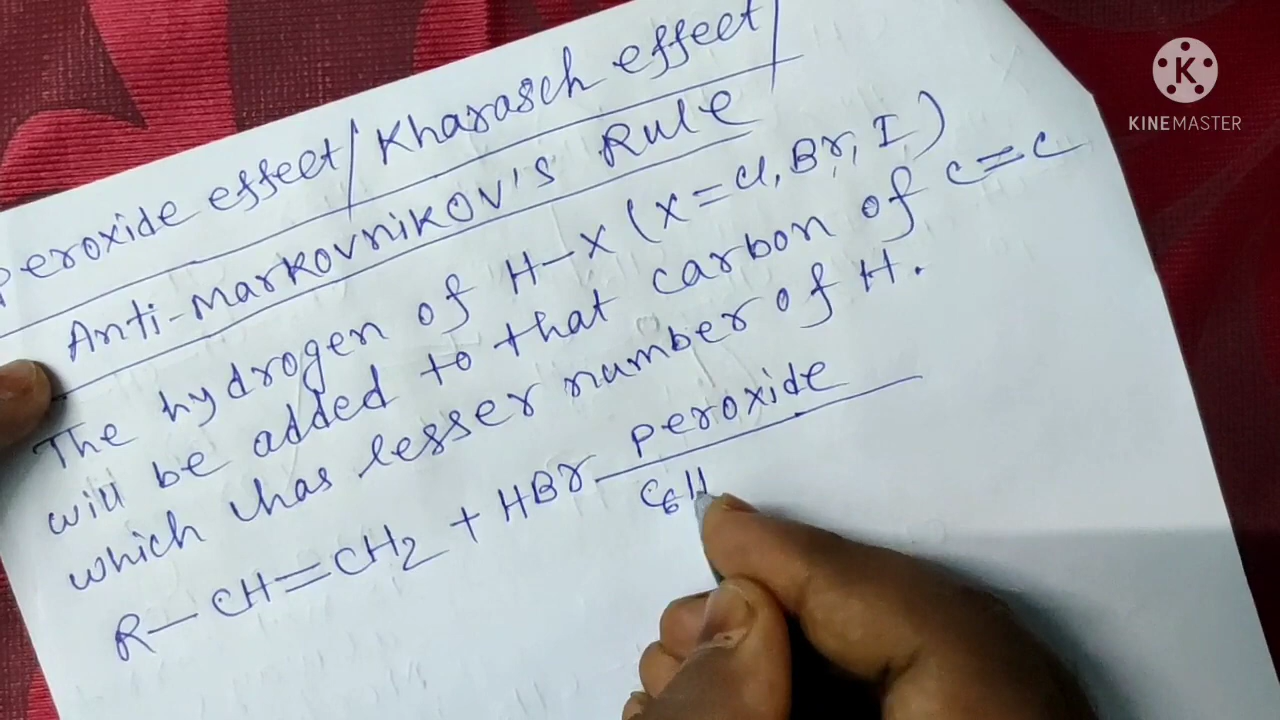 Peroxide effect/Kharasch effect/
Anti-Markovnikov's Rule
The hydrogen of H-X (X=Cl, Br, I)
will be added to that carbon of C=C
which has lesser number of H.
R-CH=CH2 + HBr peroxide
C6H
KINEMASTER